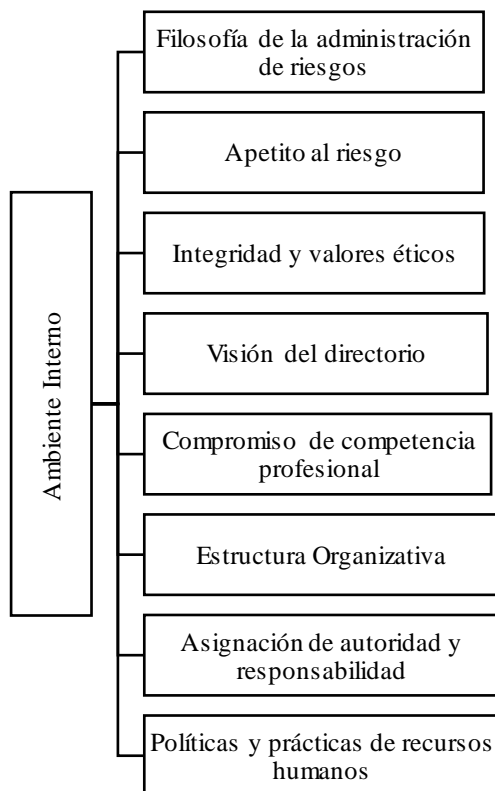 Ambiente Interno
Filosofía de la administración
de riesgos
Apetito al riesgo
Integridad y valores éticos
Visión del directorio
Compromiso de competencia
profesional
Estructura Organizativa
Asignación de autoridad y
responsabilidad
Políticas y prácticas de recursos
humanos